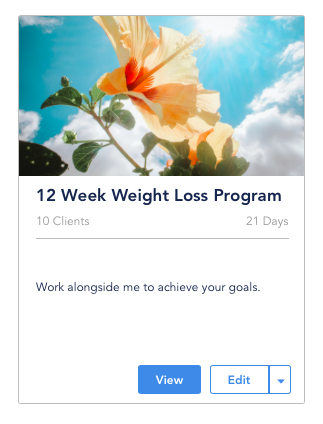 12 Week Weight Loss Program
10 Clients 21 Days
Work alongside me to achieve your goals.
View Edit